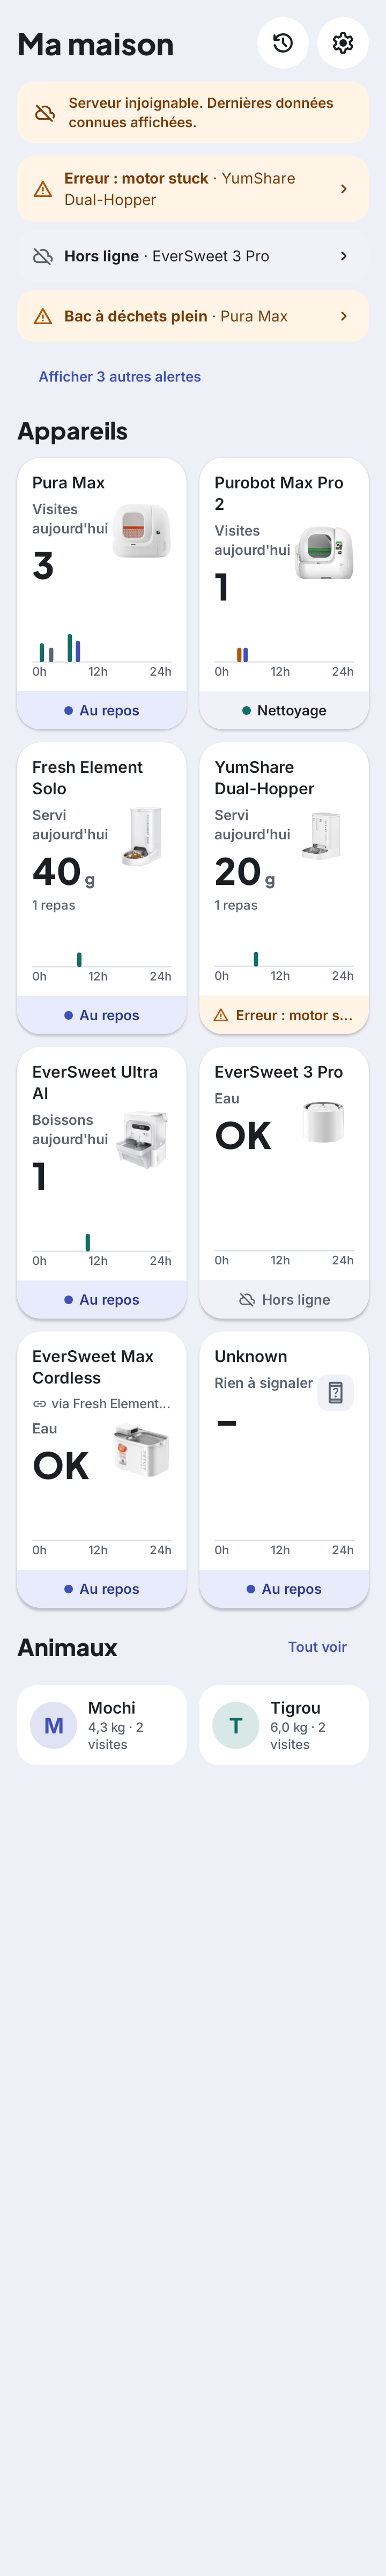 Ma maison
Serveur injoignable. Dernières données
connues affichées.
Erreur : motor stuck · YumShare
Dual-Hopper
Hors ligne · EverSweet 3 Pro
Bac à déchets plein · Pura Max
Afficher 3 autres alertes
Appareils
Pura Max
Visites
aujourd'hui
3
0h 12h 24h
Au repos
Purobot Max Pro
2
Visites
aujourd'hui
1
0h 12h 24h
Nettoyage
Fresh Element
Solo
Servi
aujourd'hui
40 g
1 repas
0h 12h 24h
Au repos
YumShare
Dual-Hopper
Servi
aujourd'hui
20 g
1 repas
0h 12h 24h
Erreur : motor s...
EverSweet Ultra
AI
Boissons
aujourd'hui
1
0h 12h 24h
Au repos
EverSweet 3 Pro
Eau
OK
0h 12h 24h
Hors ligne
EverSweet Max
Cordless
via Fresh Element...
Eau
OK
0h 12h 24h
Au repos
Unknown
Rien à signaler
–
0h 12h 24h
Au repos
Animaux
Tout voir
M
Mochi
4,3 kg · 2
visites
T
Tigrou
6,0 kg · 2
visites